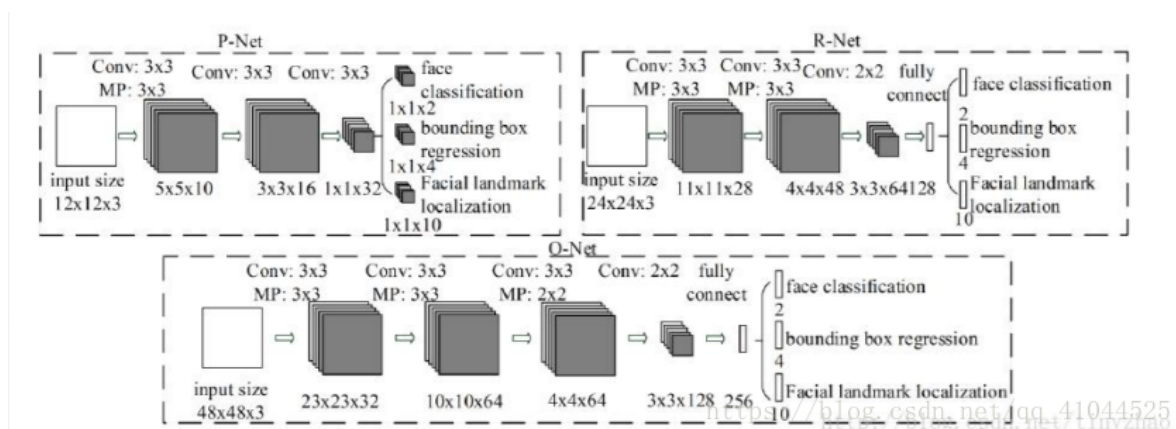 P-Net
Conv: 3x3
MP: 3x3
Conv: 3x3
Conv: 3x3
face
classification
1x1x2
bounding box
regression
1x1x4
Facial landmark
localization
1x1x10
input size
12x12x3
5x5x10
3x3x16
1x1x32
R-Net
Conv: 3x3
MP: 3x3
Conv: 3x3
MP: 3x3
Conv: 2x2
fully
connect
face classification
2
bounding box
regression
4
Facial landmark
localization
10
input size
24x24x3
11x11x28
4x4x48
3x3x64
128
O-Net
Conv: 3x3
MP: 3x3
Conv: 3x3
MP: 3x3
Conv: 3x3
MP: 2x2
Conv: 2x2
fully
connect
face classification
2
bounding box regression
4
Facial landmark localization
10
input size
48x48x3
23x23x32
10x10x64
4x4x64
3x3x128
256
https://blog.csdn.net/qq_41044525